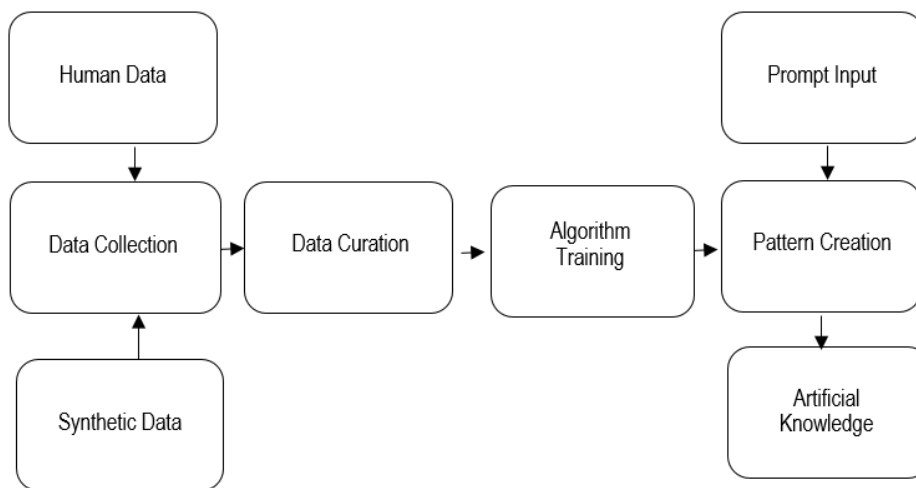 Human Data
Prompt Input
Data Collection
Data Curation
Algorithm
Training
Pattern Creation
Synthetic Data
Artificial
Knowledge